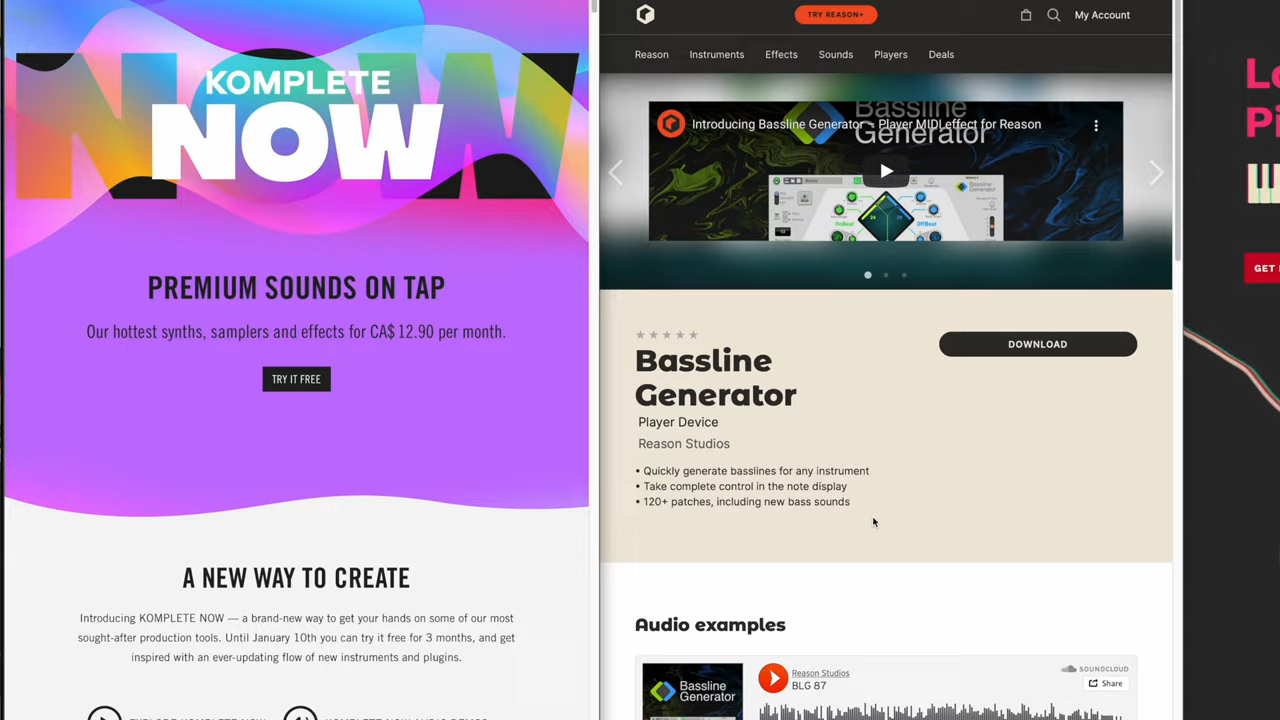 NOW
KOMPLETE
NOW
PREMIUM SOUNDS ON TAP
Our hottest synths, samplers and effects for CA$ 12.90 per month.
TRY IT FREE
A NEW WAY TO CREATE
Introducing KOMPLETE NOW — a brand-new way to get your hands on some of our most
sought-after production tools. Until January 10th you can try it free for 3 months, and get
inspired with an ever-updating flow of new instruments and plugins.
TRY REASON+
My Account
Reason
Instruments
Effects
Sounds
Players
Deals
Bassline
Generator
Introducing Bassline Generator – Player MIDI effect for Reason
Bassline
Generator
OnBeat
OffBeat
DOWNLOAD
Bassline
Generator
Player Device
Reason Studios
• Quickly generate basslines for any instrument
• Take complete control in the note display
• 120+ patches, including new bass sounds
Audio examples
Bassline
Generator
Reason Studios
BLG 87
SOUNDCLOUD
Share
GET